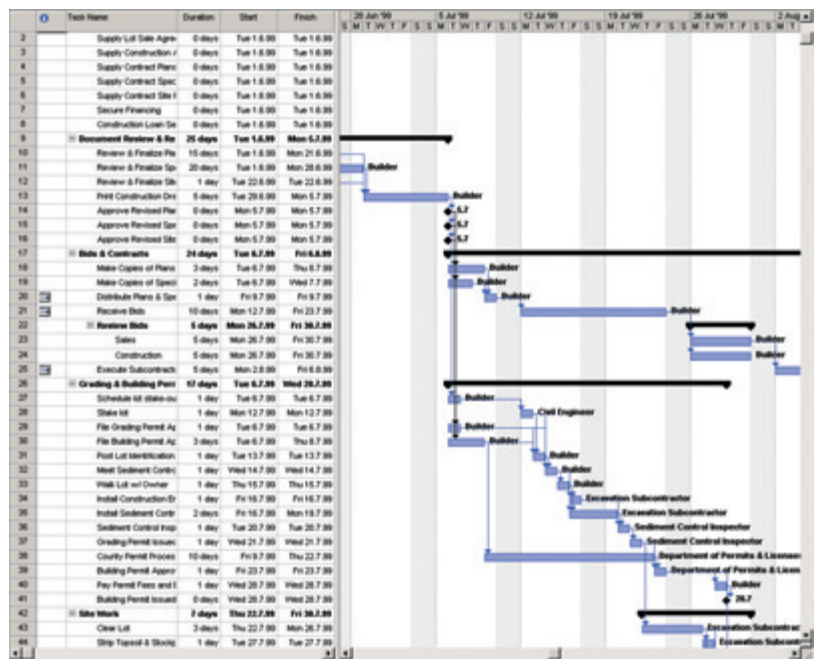 Task Name Duration Start Finish 28 Jun '99 5 Jul '99 12 Jul '99 19 Jul '99 26 Jul '99 2 Aug
S M T W T F S S M T W T F S S M T W T F S S M T W T F S S M T W T F S S M T
2 Supply Lot Sale Agre 0 days Tue 1.6.99 Tue 1.6.99
3 Supply Construction A 0 days Tue 1.6.99 Tue 1.6.99
4 Supply Contract Plans 0 days Tue 1.6.99 Tue 1.6.99
5 Supply Contract Spec 0 days Tue 1.6.99 Tue 1.6.99
6 Supply Contract Site F 0 days Tue 1.6.99 Tue 1.6.99
7 Secure Financing 0 days Tue 1.6.99 Tue 1.6.99
8 Construction Loan Se 0 days Tue 1.6.99 Tue 1.6.99
9 Document Review & Re 25 days Tue 1.6.99 Mon 5.7.99
10 Review & Finalize Pla 15 days Tue 1.6.99 Mon 21.6.99
11 Review & Finalize Sp 20 days Tue 1.6.99 Mon 28.6.99 Builder
12 Review & Finalize Site 1 day Tue 22.6.99 Tue 22.6.99
13 Print Construction Dra 5 days Tue 29.6.99 Mon 5.7.99 Builder
14 Approve Revised Plan 0 days Mon 5.7.99 Mon 5.7.99 5.7
15 Approve Revised Spe 0 days Mon 5.7.99 Mon 5.7.99 5.7
16 Approve Revised Site 0 days Mon 5.7.99 Mon 5.7.99 5.7
17 Bids & Contracts 24 days Tue 6.7.99 Fri 6.8.99
18 Make Copies of Plans 3 days Tue 6.7.99 Thu 8.7.99 Builder
19 Make Copies of Speci 2 days Tue 6.7.99 Wed 7.7.99 Builder
20 Distribute Plans & Spe 1 day Fri 9.7.99 Fri 9.7.99 Builder
21 Receive Bids 10 days Mon 12.7.99 Fri 23.7.99 Builder
22 Review Bids 5 days Mon 26.7.99 Fri 30.7.99
23 Sales 5 days Mon 26.7.99 Fri 30.7.99 Builder
24 Construction 5 days Mon 26.7.99 Fri 30.7.99 Builder
25 Execute Subcontracts 5 days Mon 2.8.99 Fri 6.8.99
26 Grading & Building Perr 17 days Tue 6.7.99 Wed 28.7.99
27 Schedule lot stake-ou 1 day Tue 6.7.99 Tue 6.7.99 Builder
28 Stake lot 1 day Mon 12.7.99 Mon 12.7.99 Civil Engineer
29 File Grading Permit Ap 1 day Tue 6.7.99 Tue 6.7.99 Builder
30 File Building Permit Ap 3 days Tue 6.7.99 Thu 8.7.99 Builder
31 Post Lot Identification 1 day Tue 13.7.99 Tue 13.7.99 Builder
32 Meet Sediment Contro 1 day Wed 14.7.99 Wed 14.7.99 Builder
33 Walk Lot w/ Owner 1 day Thu 15.7.99 Thu 15.7.99 Builder
34 Install Construction Er 1 day Fri 16.7.99 Fri 16.7.99 Excavation Subcontractor
35 Install Sediment Contr 2 days Fri 16.7.99 Mon 19.7.99 Excavation Subcontractor
36 Sediment Control Insp 1 day Tue 20.7.99 Tue 20.7.99 Sediment Control Inspector
37 Grading Permit Issued 1 day Wed 21.7.99 Wed 21.7.99 Sediment Control Inspector
38 County Permit Proces 10 days Fri 9.7.99 Thu 22.7.99 Department of Permits & License
39 Building Permit Approv 1 day Fri 23.7.99 Fri 23.7.99 Department of Permits & Licen
40 Pay Permit Fees and E 1 day Wed 28.7.99 Wed 28.7.99 Builder
41 Building Permit Issued 0 days Wed 28.7.99 Wed 28.7.99 28.7
42 Site Work 7 days Thu 22.7.99 Fri 30.7.99
43 Clear Lot 3 days Thu 22.7.99 Mon 26.7.99 Excavation Subcontrac
44 Strip Topsoil & Stockp 1 day Tue 27.7.99 Tue 27.7.99 Excavation Subcont